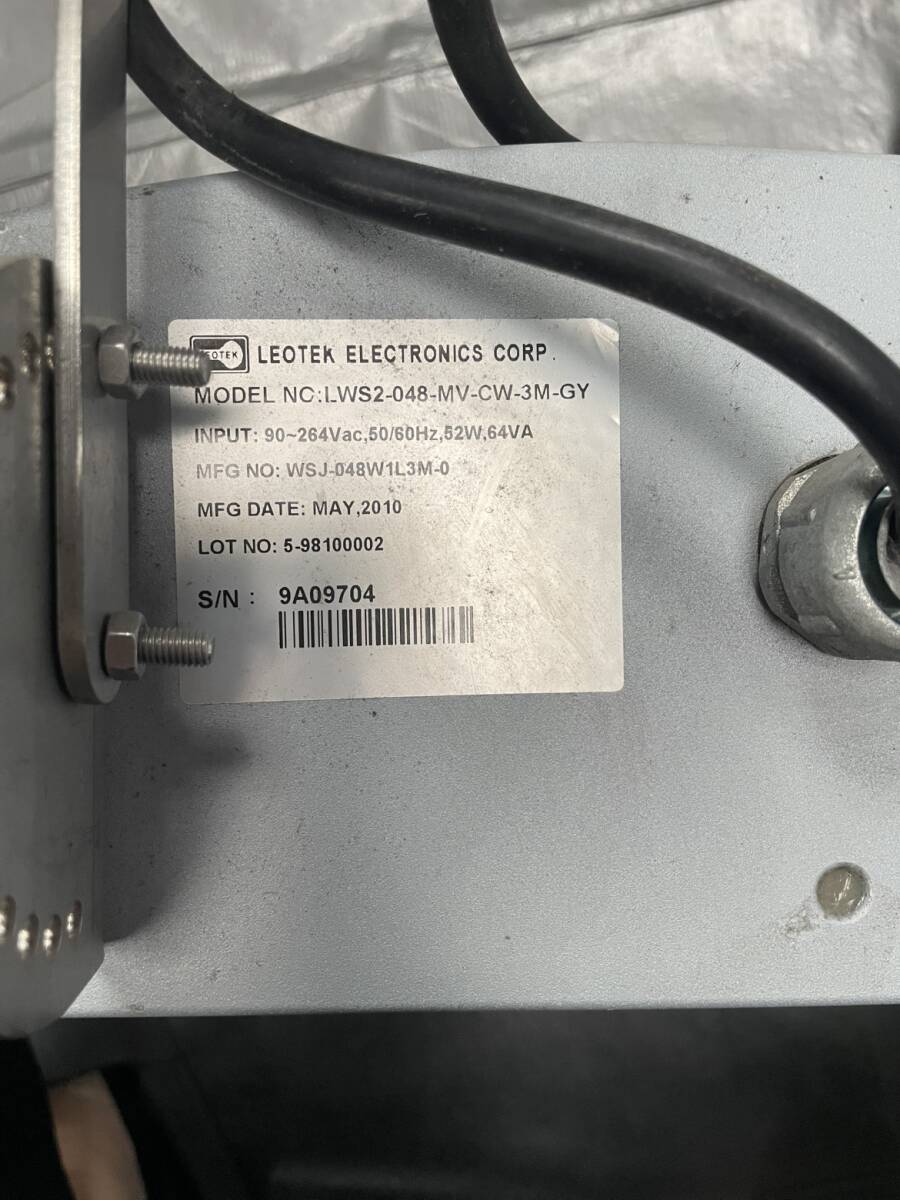 LEOTEK
LEOTEK ELECTRONICS CORP.
MODEL NO:LWS2-048-MV-CW-3M-GY
INPUT: 90~264Vac,50/60Hz,52W,64VA
MFG NO: WSJ-048W1L3M-0
MFG DATE: MAY,2010
LOT NO: 5-98100002
S/N : 9A09704